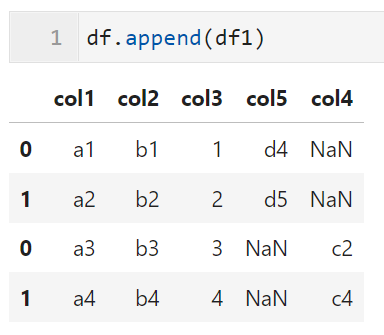 1 df.append(df1)
col1 col2 col3 col5 col4
0 a1 b1 1 d4 NaN
1 a2 b2 2 d5 NaN
0 a3 b3 3 NaN c2
1 a4 b4 4 NaN c4